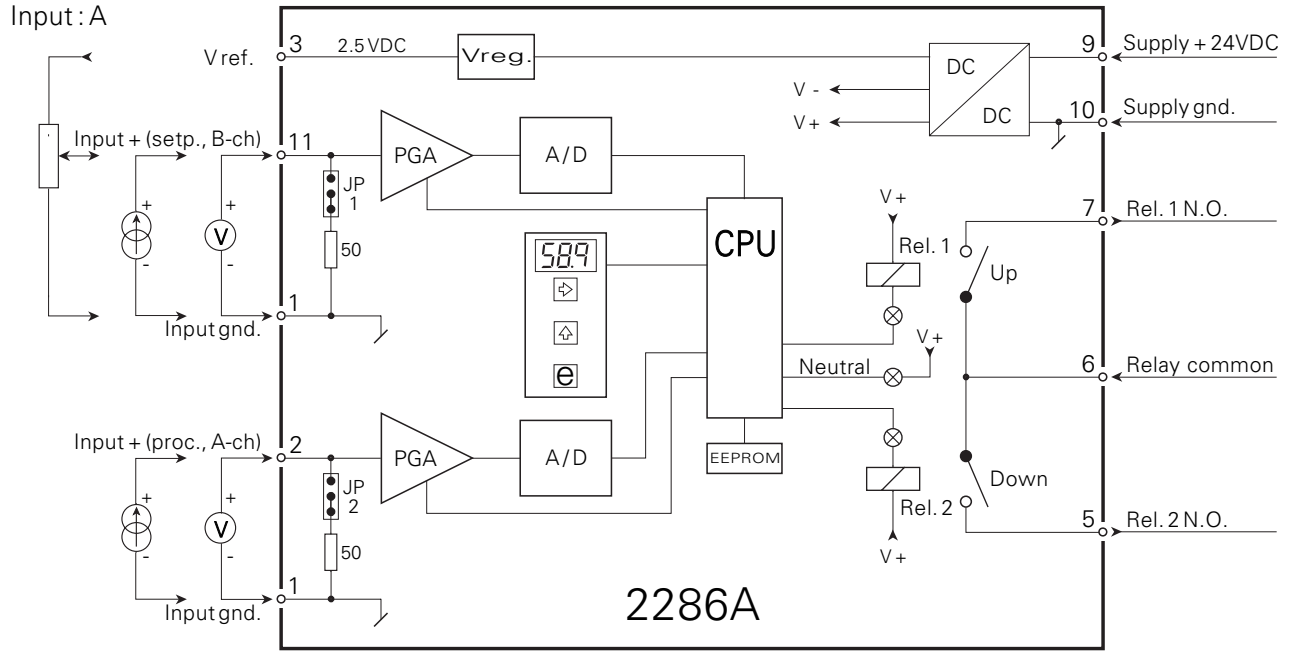 Input: A
V ref.
3
2.5 VDC
Vreg.
DC
DC
9
Supply + 24VDC
V -
V+
10
Supply gnd.
Input + (setp., B-ch)
11
PGA
A/D
JP
1
50
+
-
+
V
-
1
Input gnd.
58.9
e
CPU
EEPROM
V+
Rel. 1
Up
7
Rel. 1 N.O.
V+
Neutral
6
Relay common
Input + (proc., A-ch)
2
PGA
A/D
JP
2
50
+
-
+
V
-
1
Input gnd.
Rel. 2
V+
Down
5
Rel. 2 N.O.
2286A